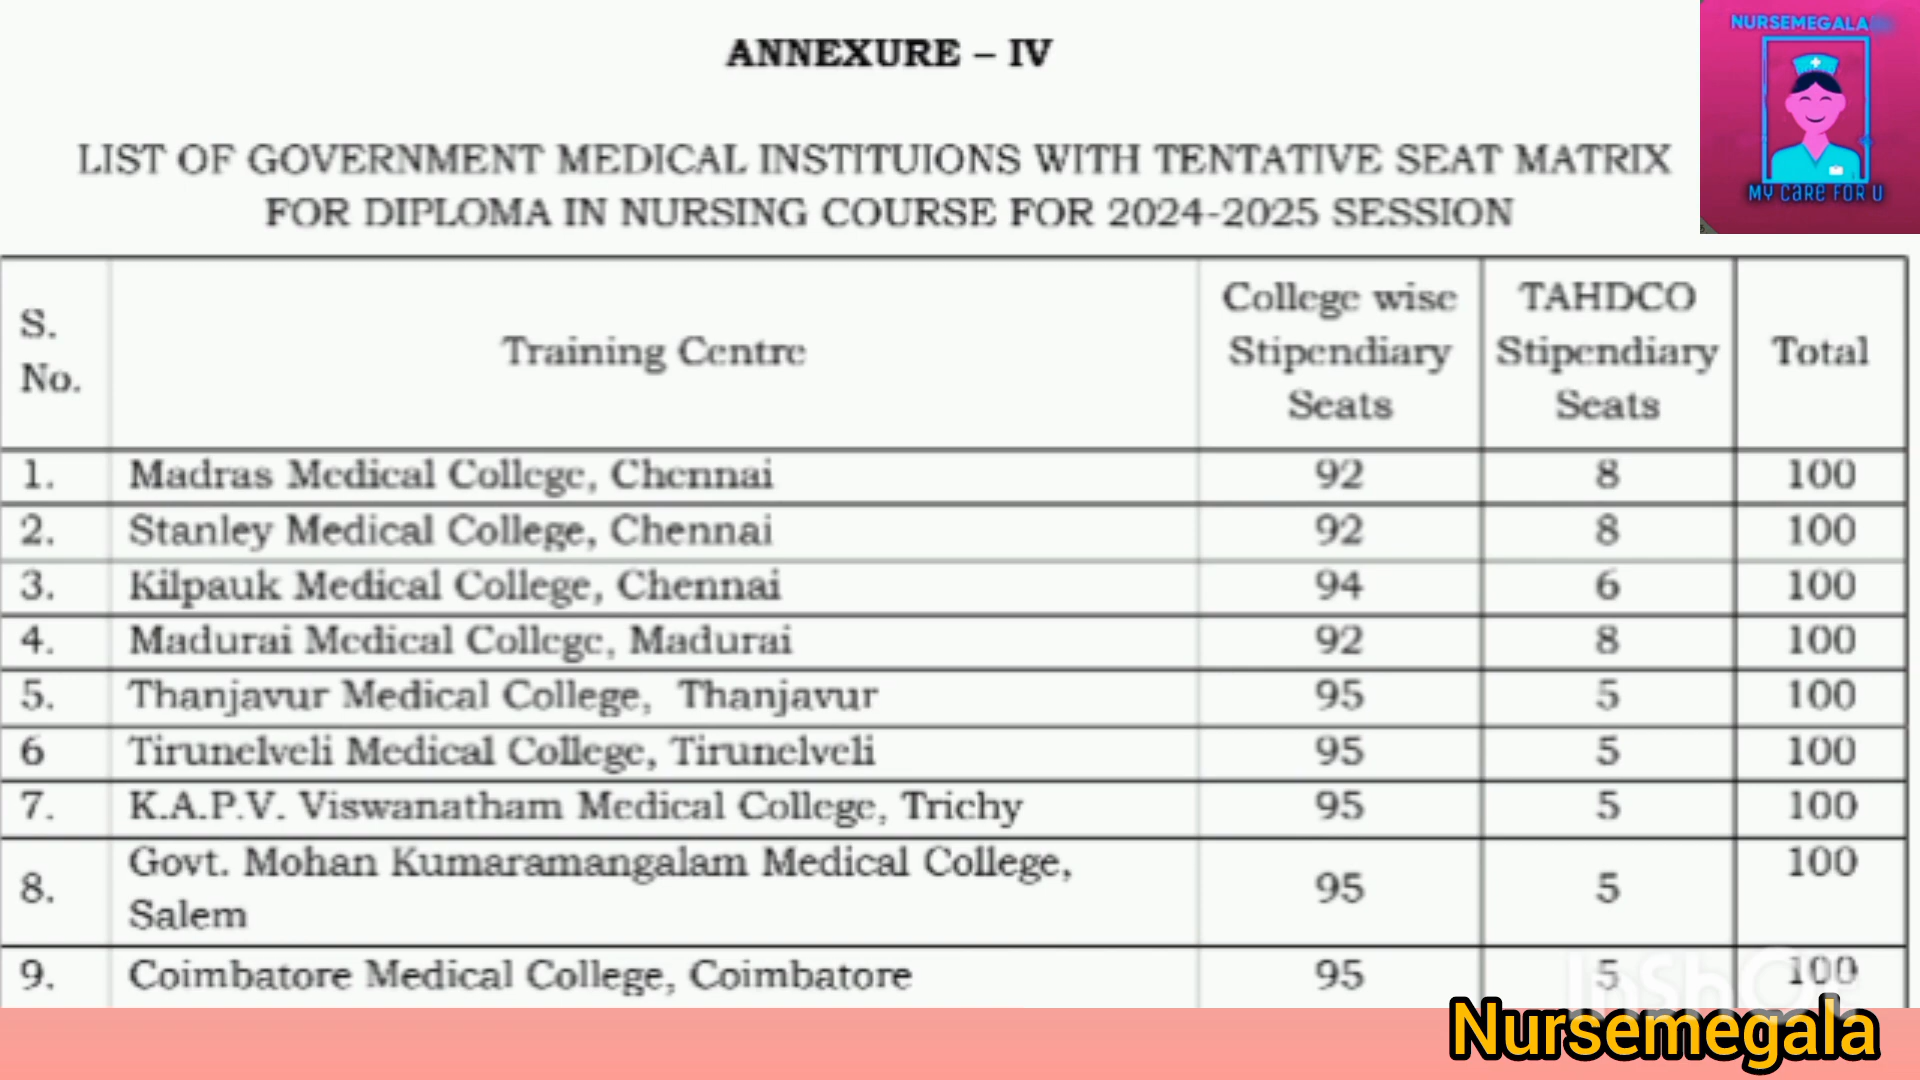 NURSEMEGALA
MY CARE FOR U
ANNEXURE – IV
LIST OF GOVERNMENT MEDICAL INSTITUIONS WITH TENTATIVE SEAT MATRIX
FOR DIPLOMA IN NURSING COURSE FOR 2024-2025 SESSION
S. No. Training Centre College wise Stipendiary Seats TAHDCO Stipendiary Seats Total
1. Madras Medical College, Chennai 92 8 100
2. Stanley Medical College, Chennai 92 8 100
3. Kilpauk Medical College, Chennai 94 6 100
4. Madurai Medical College, Madurai 92 8 100
5. Thanjavur Medical College, Thanjavur 95 5 100
6 Tirunelveli Medical College, Tirunelveli 95 5 100
7. K.A.P.V. Viswanatham Medical College, Trichy 95 5 100
8. Govt. Mohan Kumaramangalam Medical College, Salem 95 5 100
9. Coimbatore Medical College, Coimbatore 95 5 100
Nursemegala